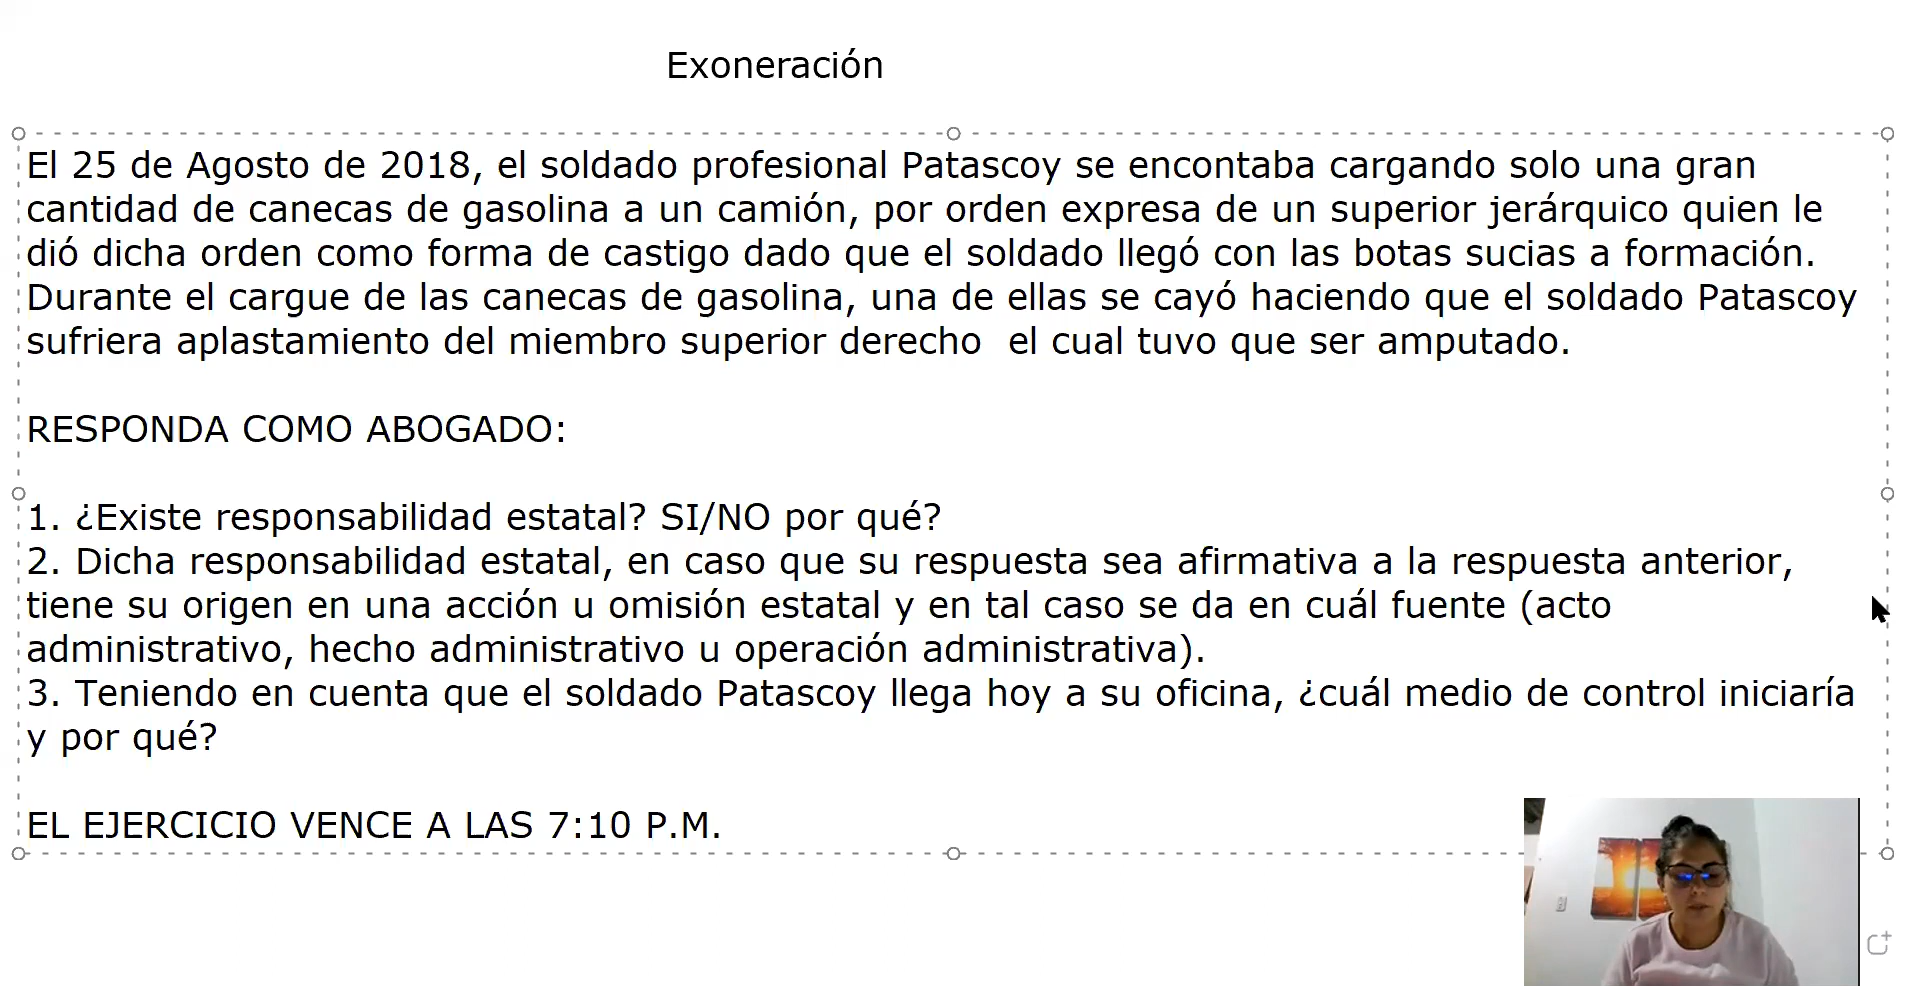 Exoneración
El 25 de Agosto de 2018, el soldado profesional Patascoy se encontaba cargando solo una gran
cantidad de canecas de gasolina a un camión, por orden expresa de un superior jerárquico quien le
dió dicha orden como forma de castigo dado que el soldado llegó con las botas sucias a formación.
Durante el cargue de las canecas de gasolina, una de ellas se cayó haciendo que el soldado Patascoy
sufriera aplastamiento del miembro superior derecho  el cual tuvo que ser amputado.
RESPONDA COMO ABOGADO:
1. ¿Existe responsabilidad estatal? SI/NO por qué?
2. Dicha responsabilidad estatal, en caso que su respuesta sea afirmativa a la respuesta anterior,
tiene su origen en una acción u omisión estatal y en tal caso se da en cuál fuente (acto
administrativo, hecho administrativo u operación administrativa).
3. Teniendo en cuenta que el soldado Patascoy llega hoy a su oficina, ¿cuál medio de control iniciaría
y por qué?
EL EJERCICIO VENCE A LAS 7:10 P.M.